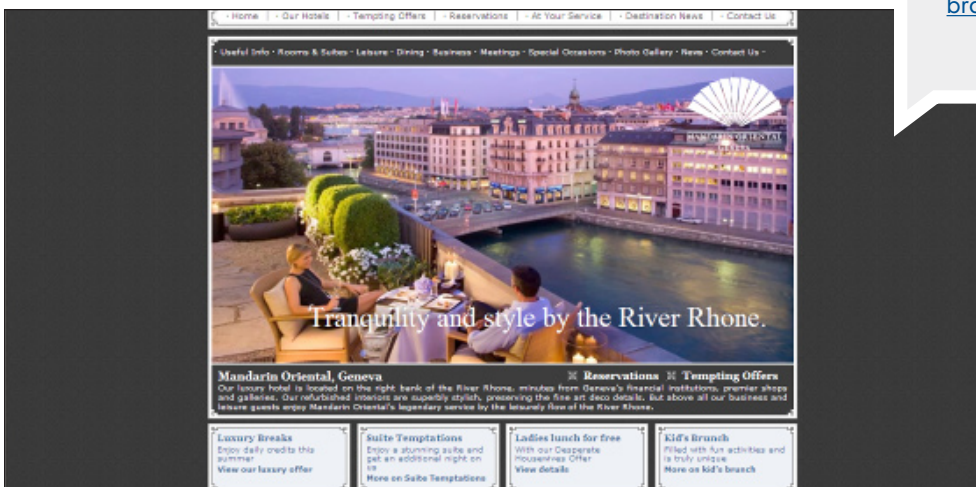 bro
- Home | - Our Hotels | - Tempting Offers | - Reservations | - At Your Service | - Destination News | - Contact Us
- Useful Info - Rooms & Suites - Leisure - Dining - Business - Meetings - Special Occasions - Photo Gallery - News - Contact Us -
MANDARIN ORIENTAL
GENEVA
Tranquility and style by the River Rhone.
Mandarin Oriental, Geneva
Reservations Tempting Offers
Our luxury hotel is located on the right bank of the River Rhone, minutes from Geneva's financial institutions, premier shops
and galleries. Our refurbished interiors are superbly stylish, preserving the fine art deco details. But above all our business and
leisure guests enjoy Mandarin Oriental's legendary service by the leisurely flow of the River Rhone.
Luxury Breaks
Enjoy daily credits this
summer
View our luxury offer
Suite Temptations
Enjoy a stunning suite and
get an additional night on
us
More on Suite Temptations
Ladies lunch for free
With our Desperate
Housewives Offer
View details
Kid's Brunch
Filled with fun activities and
is truly unique
More on kid's brunch